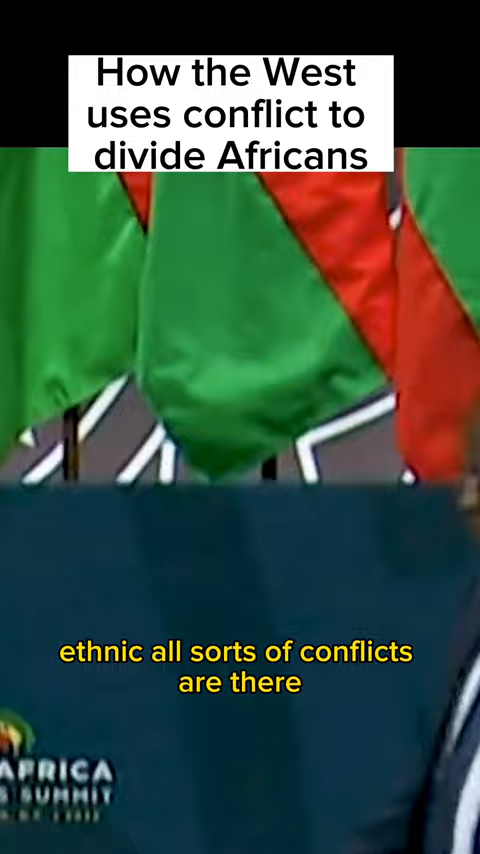 How the West
uses conflict to
divide Africans
ethnic all sorts of conflicts
are there
AFRICA
SUMMIT